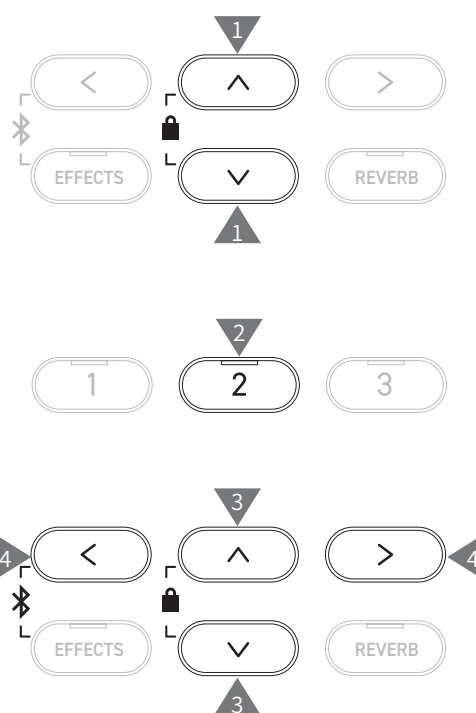 1
< ∧ >
EFFECTS ∨ REVERB
1
2
1 2 3
3
4 < ∧ > 4
EFFECTS ∨ REVERB
3